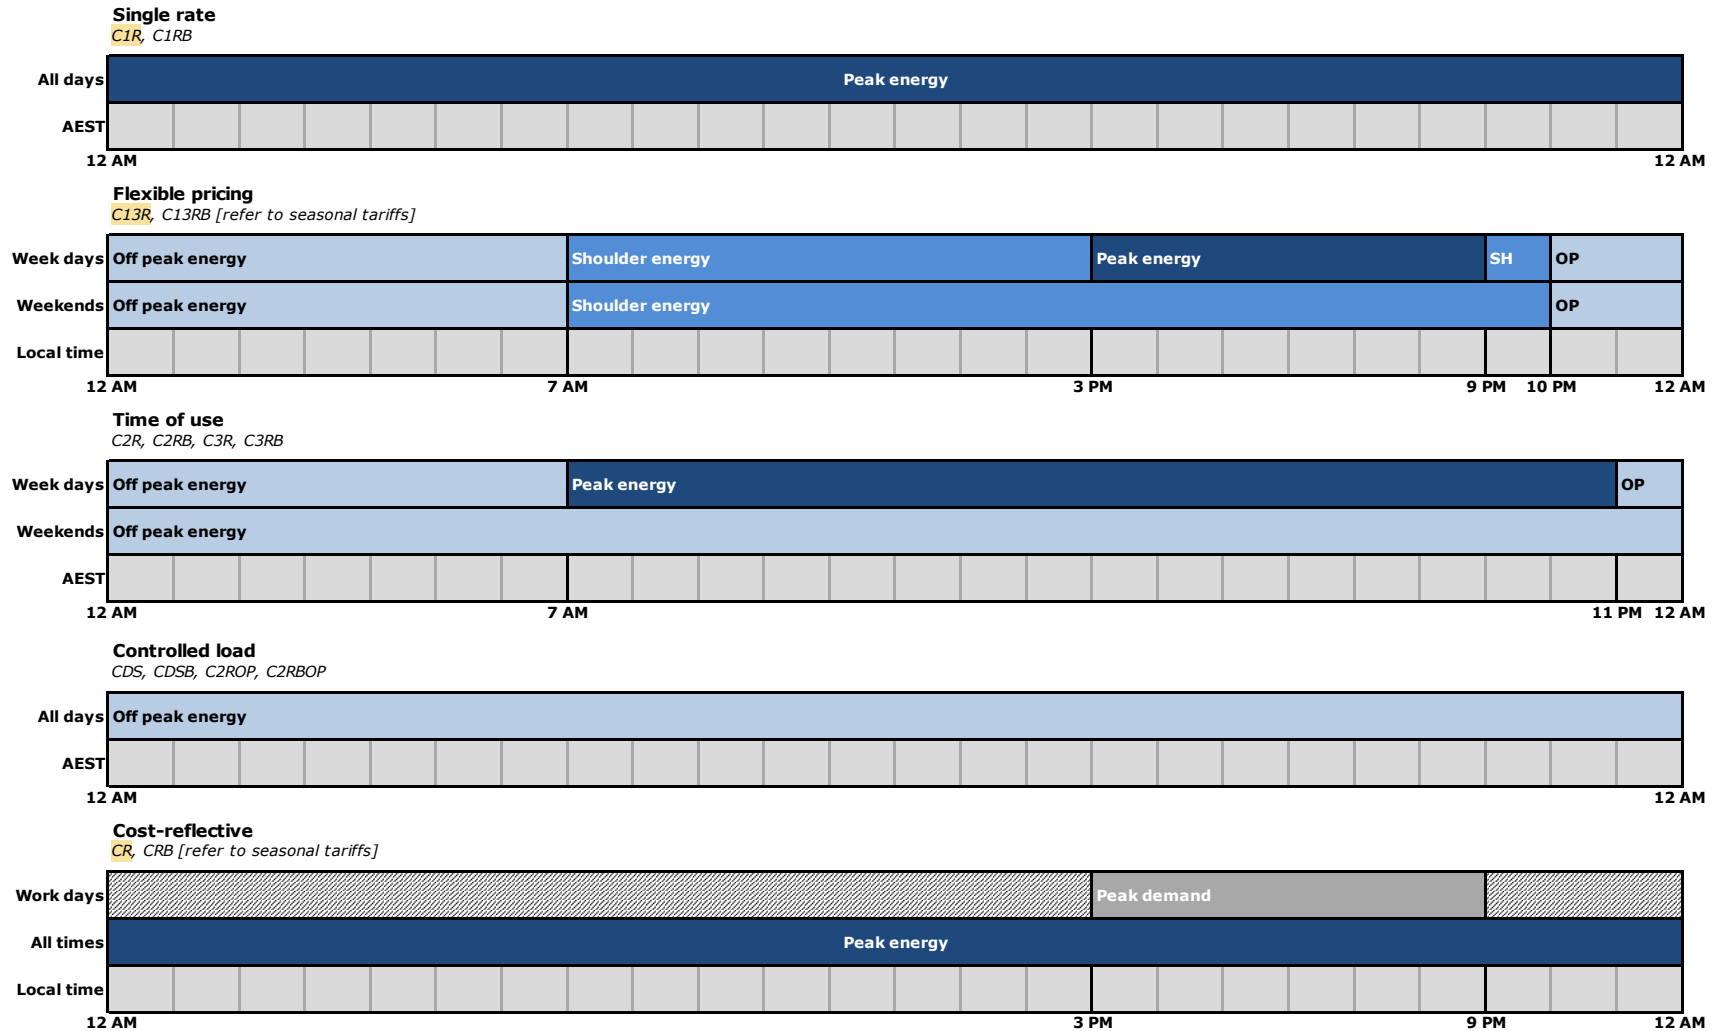 Single rate
C1R, C1RB
All days Peak energy
AEST
12 AM 12 AM
Flexible pricing
C13R, C13RB [refer to seasonal tariffs]
Week days Off peak energy Shoulder energy Peak energy SH OP
Weekends Off peak energy Shoulder energy OP
Local time
12 AM 7 AM 3 PM 9 PM 10 PM 12 AM
Time of use
C2R, C2RB, C3R, C3RB
Week days Off peak energy Peak energy OP
Weekends Off peak energy
AEST
12 AM 7 AM 11 PM 12 AM
Controlled load
CDS, CDSB, C2ROP, C2RBOP
All days Off peak energy
AEST
12 AM 12 AM
Cost-reflective
CR, CRB [refer to seasonal tariffs]
Work days Peak demand
All times Peak energy
Local time
12 AM 3 PM 9 PM 12 AM